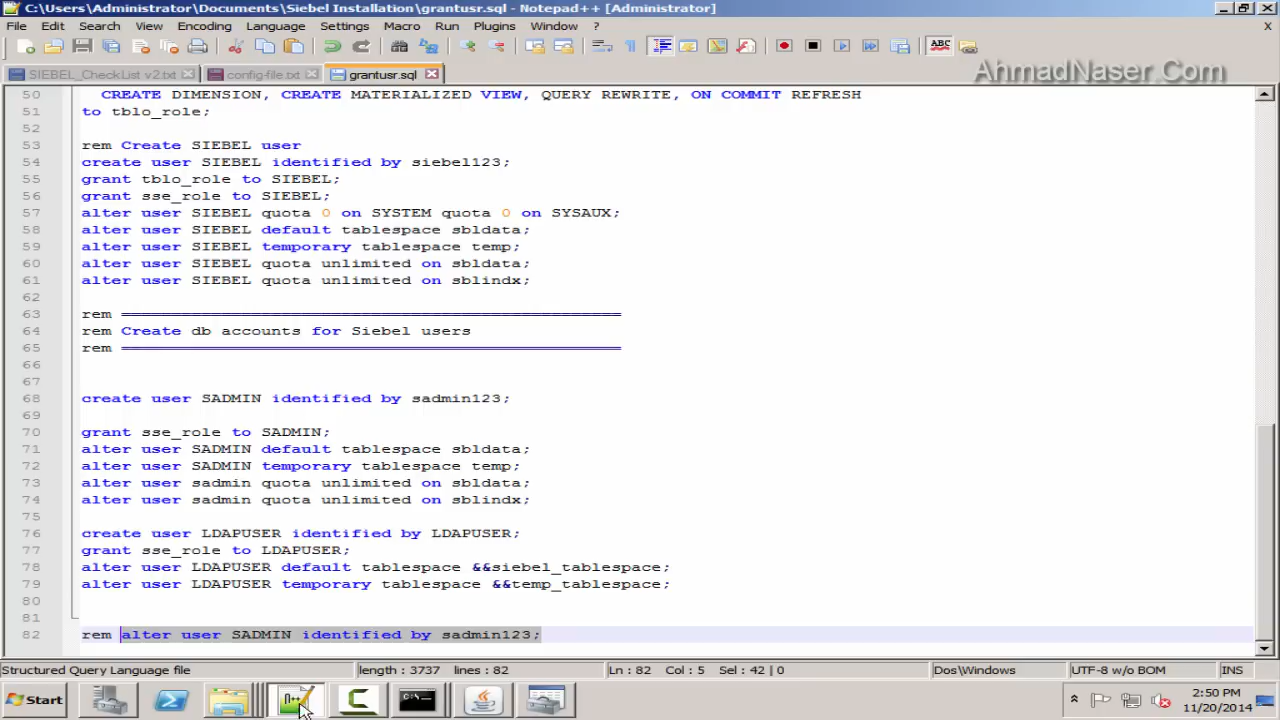 C:\Users\Administrator\Documents\Siebel Installation\grantusr.sql - Notepad++ [Administrator]
File Edit Search View Encoding Language Settings Macro Run Plugins Window ? X
ABC
AhmadNaser.Com
SIEBEL_CheckList v2.txt config-file.txt grantusr.sql
50 CREATE DIMENSION, CREATE MATERIALIZED VIEW, QUERY REWRITE, ON COMMIT REFRESH
51 to tblo_role;
52
53 rem Create SIEBEL user
54 create user SIEBEL identified by siebel123;
55 grant tblo_role to SIEBEL;
56 grant sse_role to SIEBEL;
57 alter user SIEBEL quota 0 on SYSTEM quota 0 on SYSAUX;
58 alter user SIEBEL default tablespace sbldata;
59 alter user SIEBEL temporary tablespace temp;
60 alter user SIEBEL quota unlimited on sbldata;
61 alter user SIEBEL quota unlimited on sblindx;
62
63 rem ==================================================
64 rem Create db accounts for Siebel users
65 rem ==================================================
66
67
68 create user SADMIN identified by sadmin123;
69
70 grant sse_role to SADMIN;
71 alter user SADMIN default tablespace sbldata;
72 alter user SADMIN temporary tablespace temp;
73 alter user sadmin quota unlimited on sbldata;
74 alter user sadmin quota unlimited on sblindx;
75
76 create user LDAPUSER identified by LDAPUSER;
77 grant sse_role to LDAPUSER;
78 alter user LDAPUSER default tablespace &&siebel_tablespace;
79 alter user LDAPUSER temporary tablespace &&temp_tablespace;
80
81
82 rem alter user SADMIN identified by sadmin123;
Structured Query Language file length : 3737 lines : 82 Ln : 82 Col : 5 Sel : 42 | 0 Dos\Windows UTF-8 w/o BOM INS
Start 2:50 PM
11/20/2014